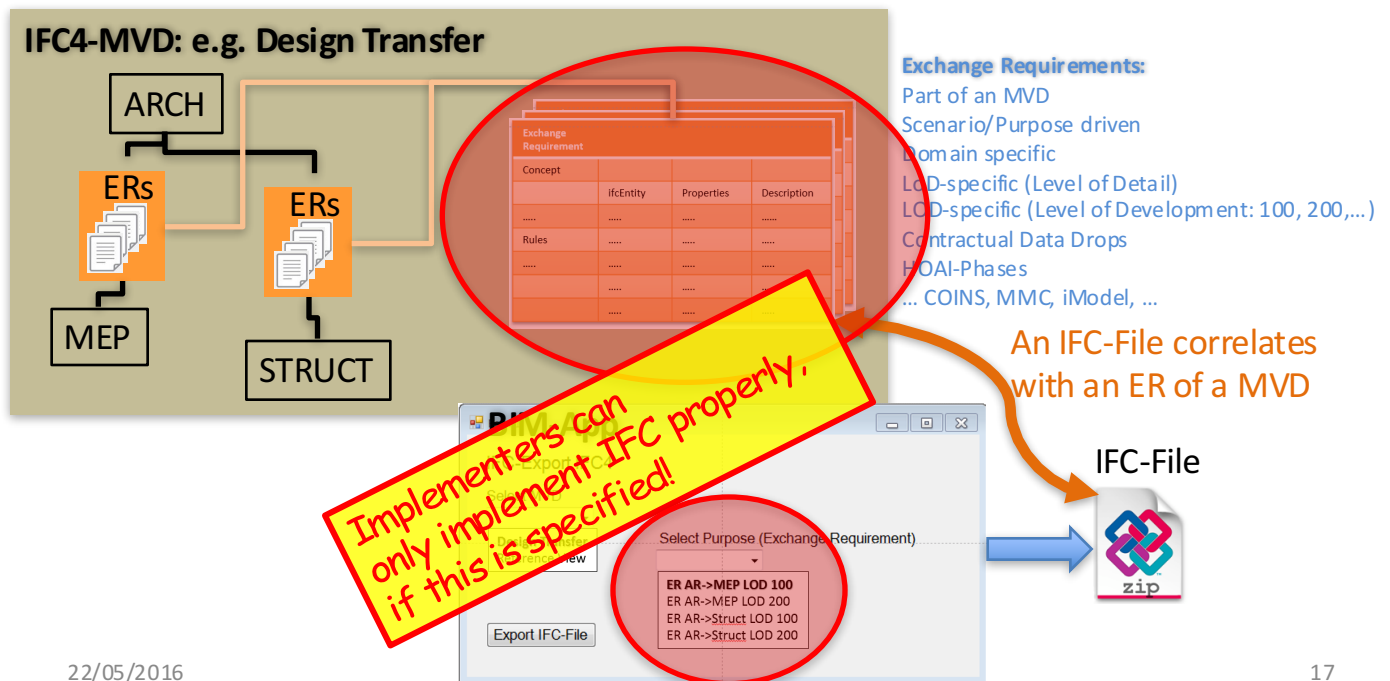 IFC4-MVD: e.g. Design Transfer
ARCH
ERs
ERs
MEP
STRUCT
Exchange
Requirement
Concept
ifcEntity Properties Description
..... ..... ..... ......
Rules ..... ..... .....
..... ..... ..... .....
..... ..... .....
..... .....
Exchange Requirements:
Part of an MVD
Scenario/Purpose driven
Domain specific
LoD-specific (Level of Detail)
LOD-specific (Level of Development: 100, 200,...)
Contractual Data Drops
HOAI-Phases
... COINS, MMC, iModel, ...
An IFC-File correlates
with an ER of a MVD
IFC-File
zip
Implementers can
only implement IFC properly,
if this is specified!
BIM-App
Select Purpose (Exchange Requirement)
ER AR->MEP LOD 100
ER AR->MEP LOD 200
ER AR->Struct LOD 100
ER AR->Struct LOD 200
Export IFC-File
22/05/2016
17